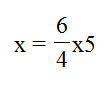 x = 6/4 x5